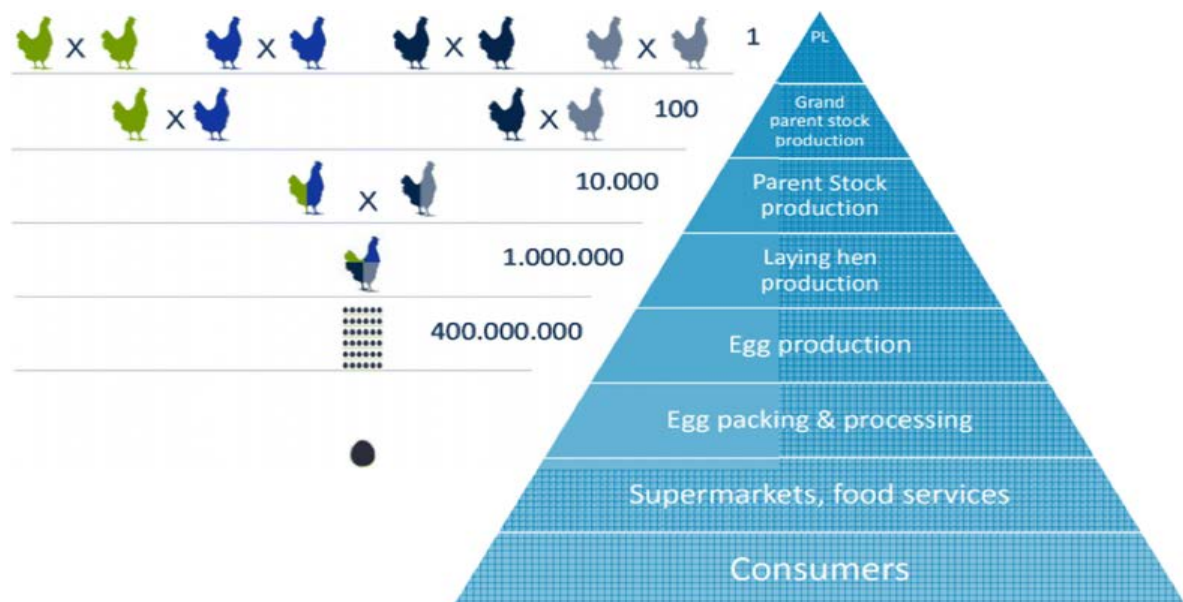 X X X X 1 PL
X X 100 Grand
parent stock
production
X 10.000 Parent Stock
production
1.000.000 Laying hen
production
400.000.000 Egg production
Egg packing & processing
Supermarkets, food services
Consumers